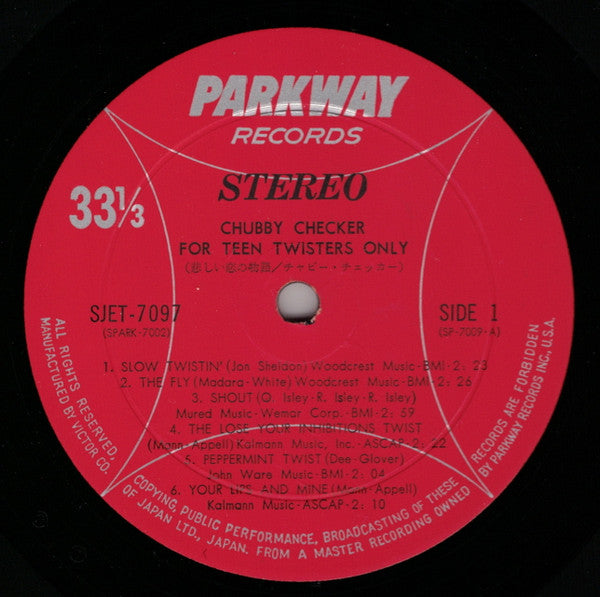 PARKWAY
RECORDS
STEREO
33 1/3
CHUBBY CHECKER
FOR TEEN TWISTERS ONLY
(悲しい恋の物語／チャビー・チェッカー)
SJET-7097
(SPARK-7002)
SIDE 1
(SP-7009-A)
1. SLOW TWISTIN' (Jon Sheldon) Woodcrest Music-BMI-2: 23
2. THE FLY (Madara-White) Woodcrest Music-BMI-2: 26
3. SHOUT (O. Isley-R. Isley-R. Isley)
Mured Music-Wemar Corp.-BMI-2: 59
4. THE LOSE YOUR INHIBITIONS TWIST
(Mann-Appell) Kalmann Music, Inc.-ASCAP-2: 22
5. PEPPERMINT TWIST (Dee-Glover)
John Ware Music-BMI-2: 04
6. YOUR LIPS AND MINE (Mann-Appell)
Kalmann Music-ASCAP-2: 10
ALL RIGHTS RESERVED. COPYING, PUBLIC PERFORMANCE, BROADCASTING OF THESE RECORDS ARE FORBIDDEN
MANUFACTURED BY VICTOR CO. OF JAPAN LTD., JAPAN. FROM A MASTER RECORDING OWNED BY PARKWAY RECORDS INC, U.S.A.